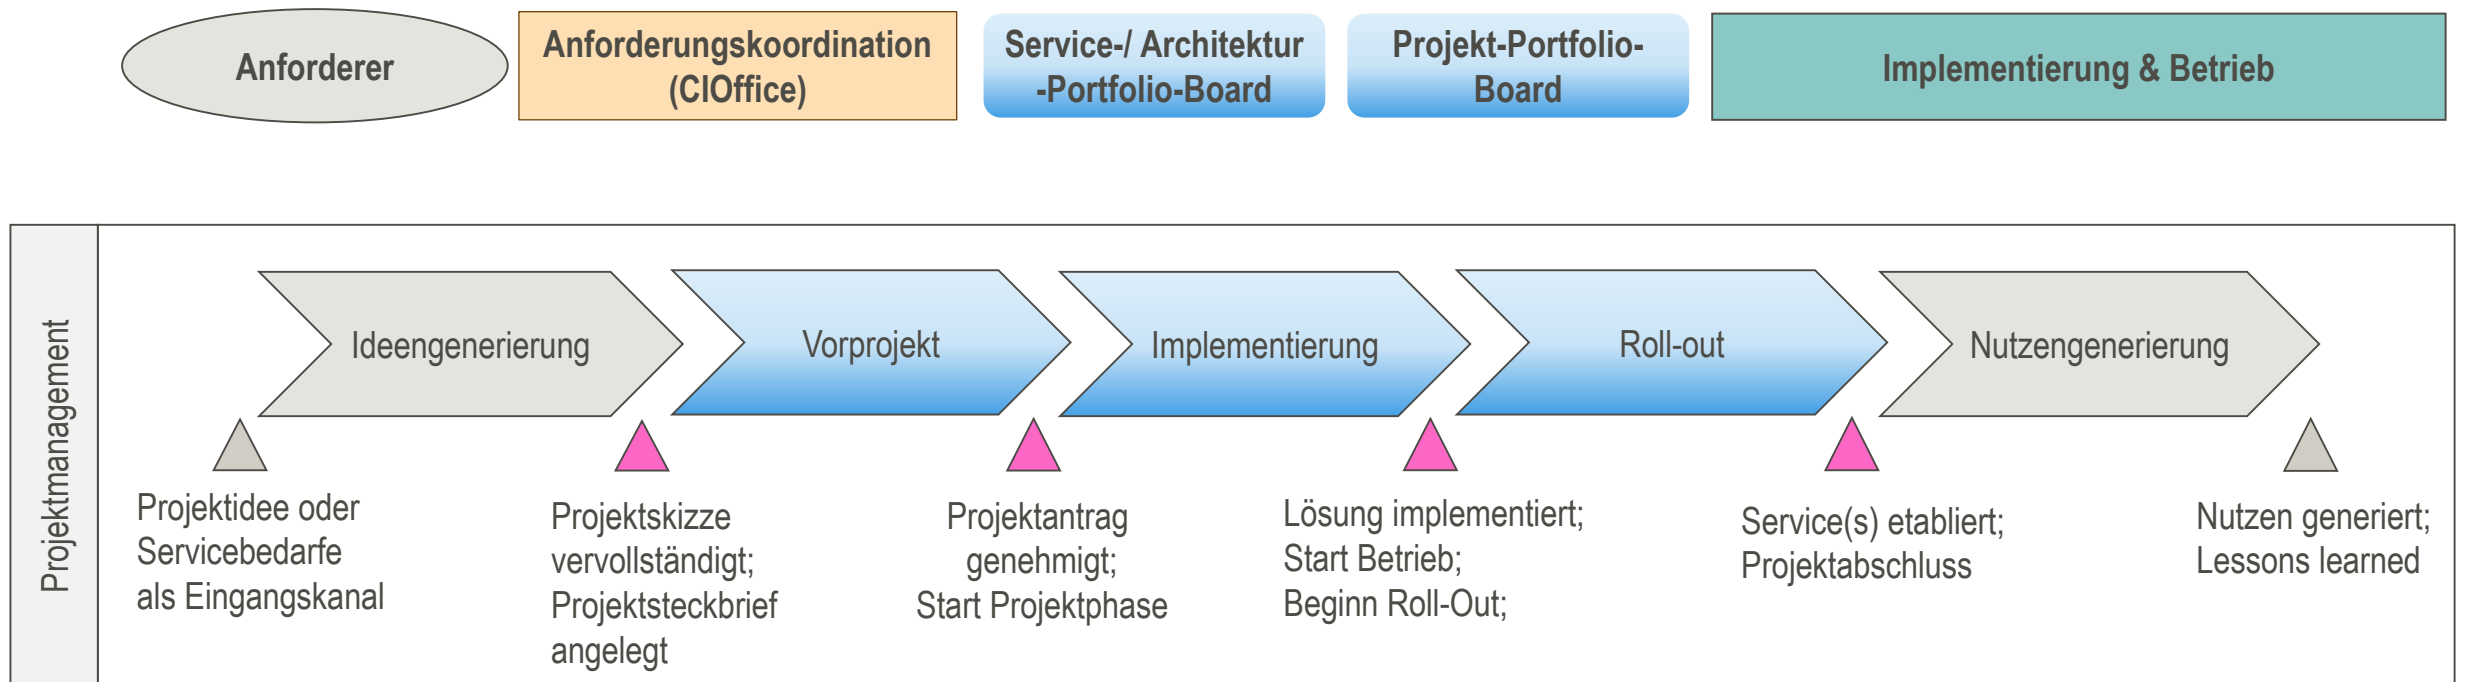 Anforderer
Anforderungskoordination
(CIOffice)
Service-/ Architektur
-Portfolio-Board
Projekt-Portfolio-
Board
Implementierung & Betrieb
Projektmanagement
Ideengenerierung
Vorprojekt
Implementierung
Roll-out
Nutzengenerierung
Projektidee oder
Servicebedarfe
als Eingangskanal
Projektskizze
vervollständigt;
Projektsteckbrief
angelegt
Projektantrag
genehmigt;
Start Projektphase
Lösung implementiert;
Start Betrieb;
Beginn Roll-Out;
Service(s) etabliert;
Projektabschluss
Nutzen generiert;
Lessons learned